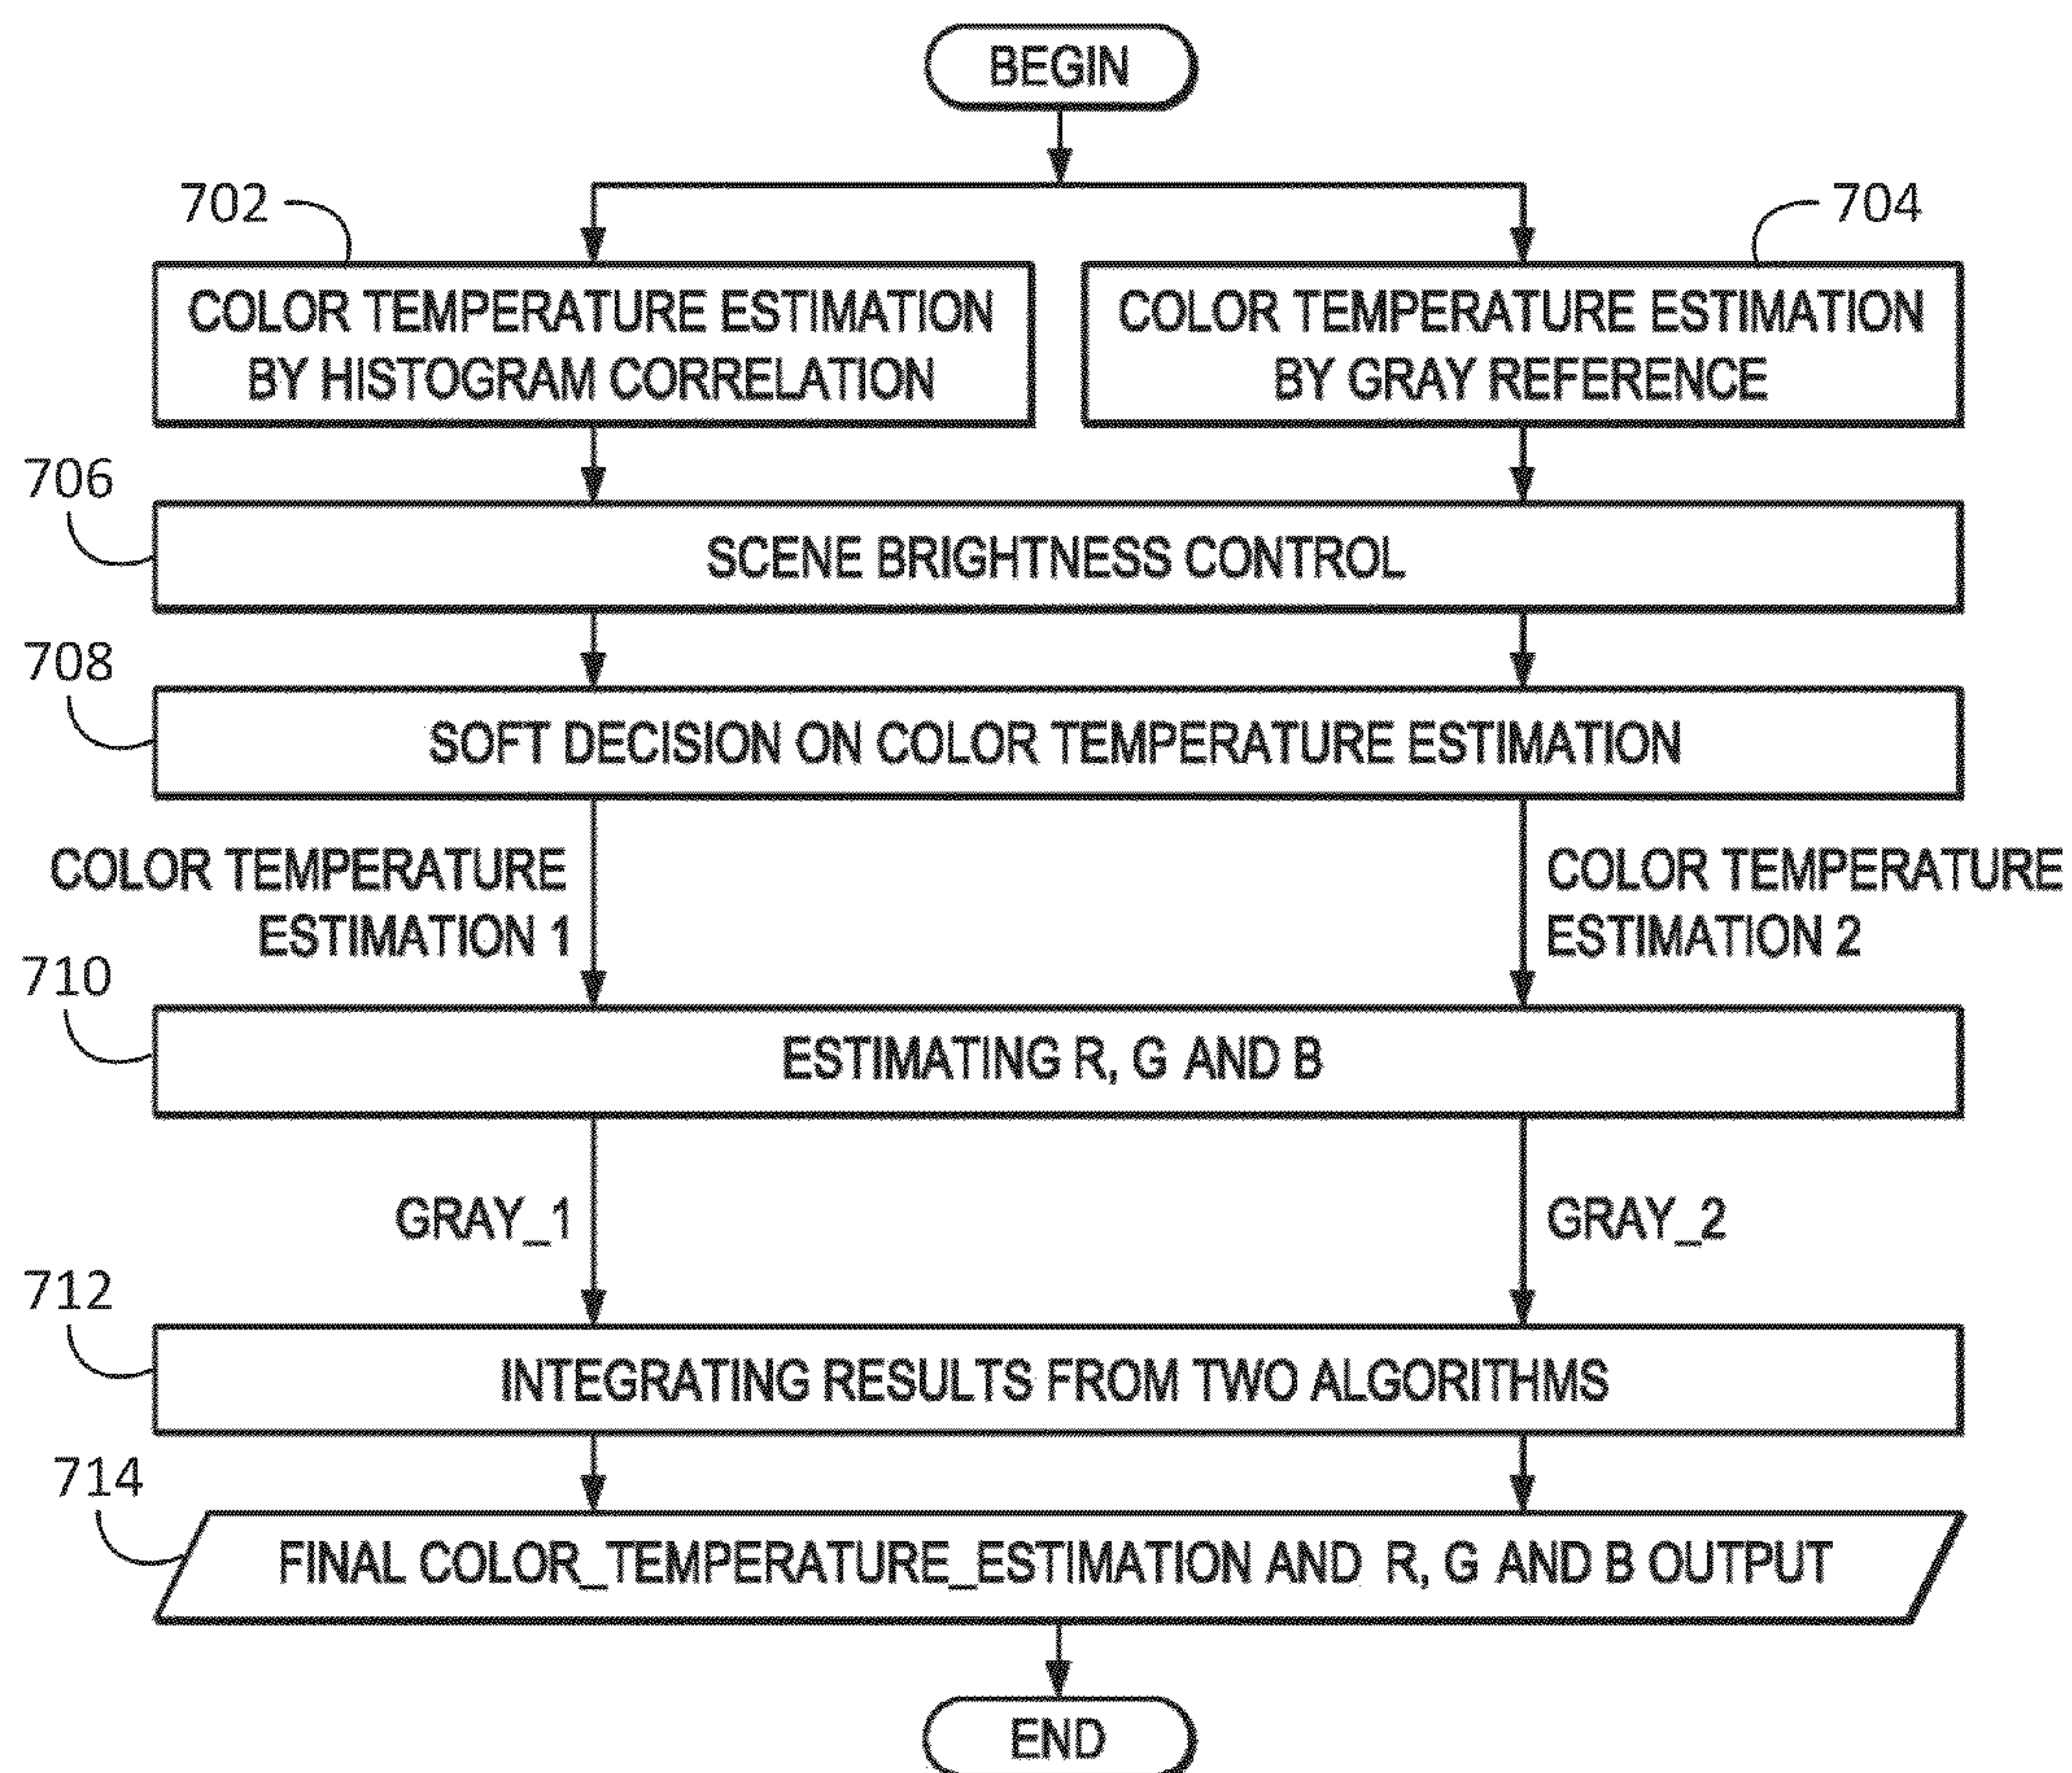 BEGIN
702
704
COLOR TEMPERATURE ESTIMATION
BY HISTOGRAM CORRELATION
COLOR TEMPERATURE ESTIMATION
BY GRAY REFERENCE
706
SCENE BRIGHTNESS CONTROL
708
SOFT DECISION ON COLOR TEMPERATURE ESTIMATION
COLOR TEMPERATURE
ESTIMATION 1
COLOR TEMPERATURE
ESTIMATION 2
710
ESTIMATING R, G AND B
GRAY_1
GRAY_2
712
INTEGRATING RESULTS FROM TWO ALGORITHMS
714
FINAL COLOR_TEMPERATURE_ESTIMATION AND R, G AND B OUTPUT
END